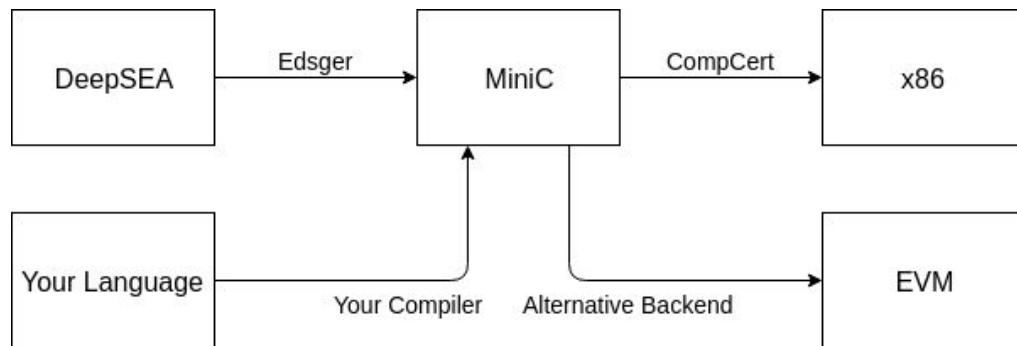 Edsger
CompCert
DeepSEA
MiniC
x86
Your Language
EVM
Your Compiler
Alternative Backend